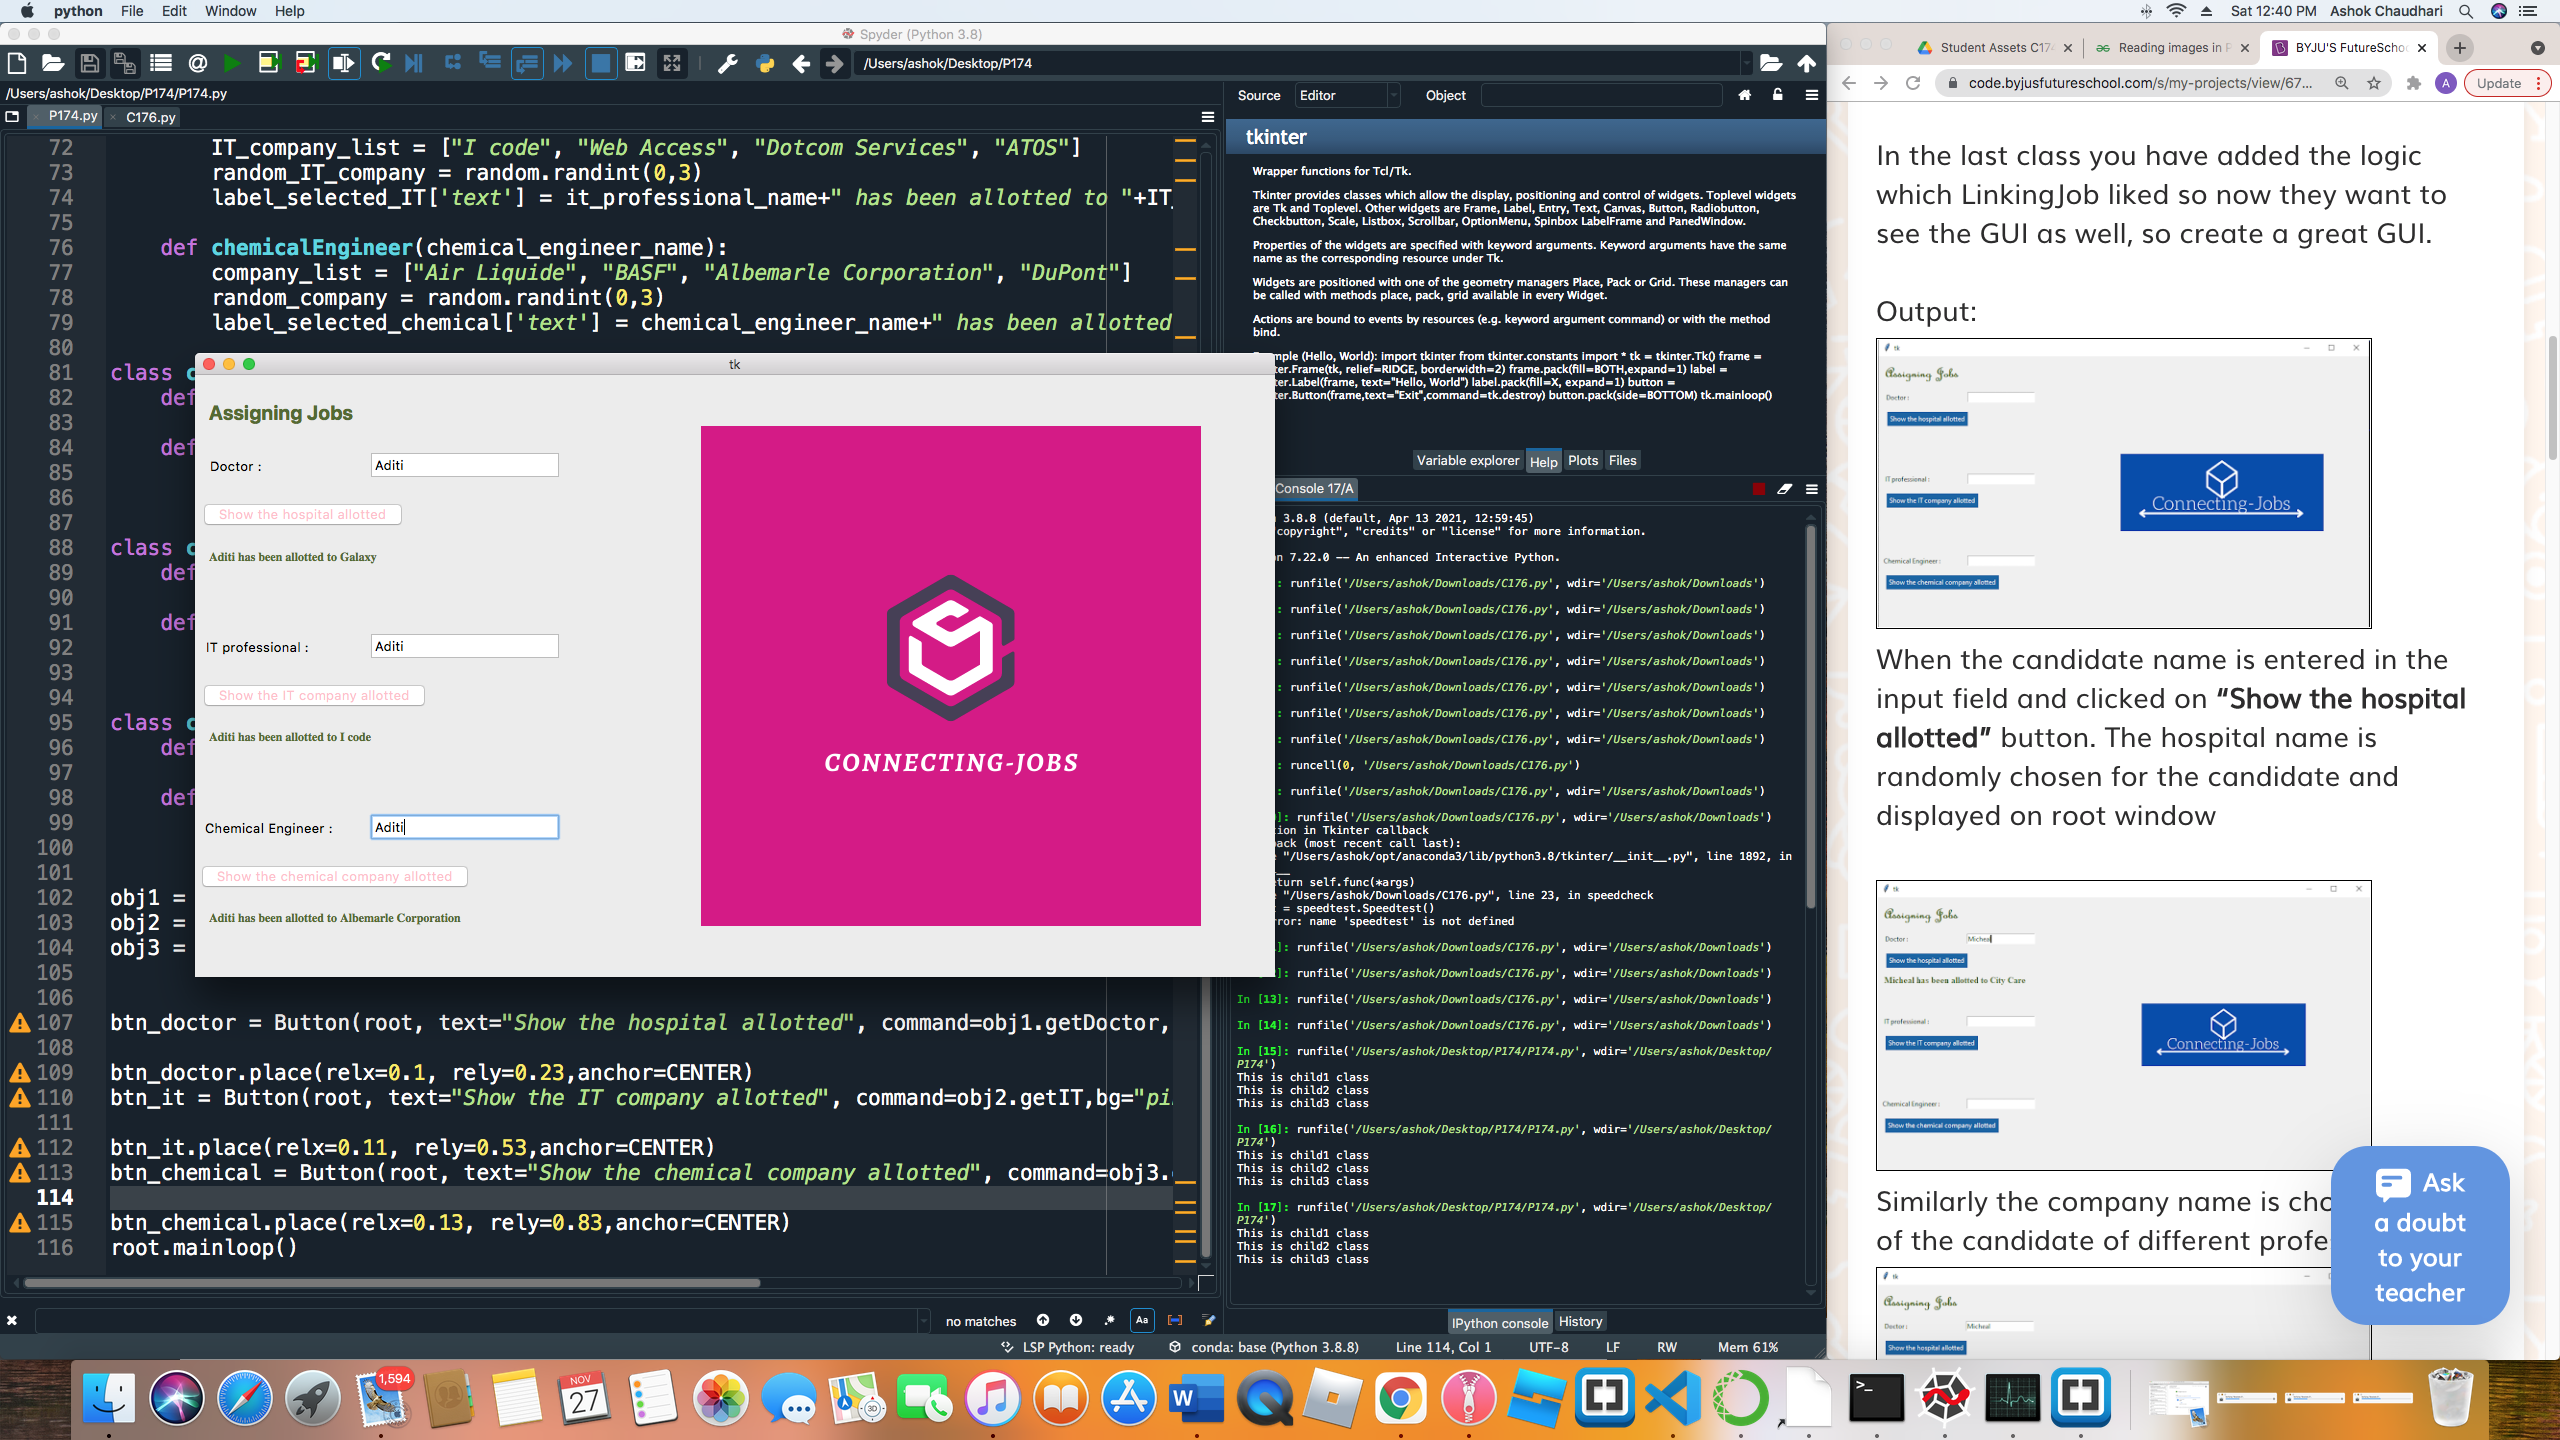 python File Edit Window Help
Sat 12:40 PM Ashok Chaudhari
Spyder (Python 3.8)
/Users/ashok/Desktop/P174
/Users/ashok/Desktop/P174/P174.py
P174.py C176.py
72 IT_company_list = ["I code", "Web Access", "Dotcom Services", "ATOS"]
73 random_IT_company = random.randint(0,3)
74 label_selected_IT['text'] = it_professional_name+" has been allotted to "+IT_
75
76 def chemicalEngineer(chemical_engineer_name):
77 company_list = ["Air Liquide", "BASF", "Albemarle Corporation", "DuPont"]
78 random_company = random.randint(0,3)
79 label_selected_chemical['text'] = chemical_engineer_name+" has been allotted
80
81 class
82 def
83
84 def
85
86
87
88 class
89 def
90
91 def
92
93
94
95 class
96 def
97
98 def
99
100
101
102 obj1 =
103 obj2 =
104 obj3 =
105
106
107 btn_doctor = Button(root, text="Show the hospital allotted", command=obj1.getDoctor,
108
109 btn_doctor.place(relx=0.1, rely=0.23,anchor=CENTER)
110 btn_it = Button(root, text="Show the IT company allotted", command=obj2.getIT,bg="pi
111
112 btn_it.place(relx=0.11, rely=0.53,anchor=CENTER)
113 btn_chemical = Button(root, text="Show the chemical company allotted", command=obj3.
114
115 btn_chemical.place(relx=0.13, rely=0.83,anchor=CENTER)
116 root.mainloop()
no matches
Aa
LSP Python: ready conda: base (Python 3.8.8) Line 114, Col 1 UTF-8 LF RW Mem 61%
tk
Assigning Jobs
Doctor : Aditi
Show the hospital allotted
Aditi has been allotted to Galaxy
IT professional : Aditi
Show the IT company allotted
Aditi has been allotted to I code
Chemical Engineer : Aditi
Show the chemical company allotted
Aditi has been allotted to Albemarle Corporation
CONNECTING-JOBS
Source Editor Object
tkinter
Wrapper functions for Tcl/Tk.
Tkinter provides classes which allow the display, positioning and control of widgets. Toplevel widgets
are Tk and Toplevel. Other widgets are Frame, Label, Entry, Text, Canvas, Button, Radiobutton,
Checkbutton, Scale, Listbox, Scrollbar, OptionMenu, Spinbox LabelFrame and PanedWindow.
Properties of the widgets are specified with keyword arguments. Keyword arguments have the same
name as the corresponding resource under Tk.
Widgets are positioned with one of the geometry managers Place, Pack or Grid. These managers can
be called with methods place, pack, grid available in every Widget.
Actions are bound to events by resources (e.g. keyword argument command) or with the method
bind.
Example (Hello, World): import tkinter from tkinter.constants import * tk = tkinter.Tk() frame =
ter.Frame(tk, relief=RIDGE, borderwidth=2) frame.pack(fill=BOTH,expand=1) label =
ter.Label(frame, text="Hello, World") label.pack(fill=X, expand=1) button =
ter.Button(frame,text="Exit",command=tk.destroy) button.pack(side=BOTTOM) tk.mainloop()
Variable explorer Help Plots Files
Console 17/A
3.8.8 (default, Apr 13 2021, 12:59:45)
copyright", "credits" or "license" for more information.
n 7.22.0 -- An enhanced Interactive Python.
: runfile('/Users/ashok/Downloads/C176.py', wdir='/Users/ashok/Downloads')
: runfile('/Users/ashok/Downloads/C176.py', wdir='/Users/ashok/Downloads')
: runfile('/Users/ashok/Downloads/C176.py', wdir='/Users/ashok/Downloads')
: runfile('/Users/ashok/Downloads/C176.py', wdir='/Users/ashok/Downloads')
: runfile('/Users/ashok/Downloads/C176.py', wdir='/Users/ashok/Downloads')
: runfile('/Users/ashok/Downloads/C176.py', wdir='/Users/ashok/Downloads')
: runfile('/Users/ashok/Downloads/C176.py', wdir='/Users/ashok/Downloads')
: runcell(0, '/Users/ashok/Downloads/C176.py')
: runfile('/Users/ashok/Downloads/C176.py', wdir='/Users/ashok/Downloads')
]: runfile('/Users/ashok/Downloads/C176.py', wdir='/Users/ashok/Downloads')
ion in Tkinter callback
ack (most recent call last):
"/Users/ashok/opt/anaconda3/lib/python3.8/tkinter/__init__.py", line 1892, in
__
turn self.func(*args)
"/Users/ashok/Downloads/C176.py", line 23, in speedcheck
= speedtest.Speedtest()
rror: name 'speedtest' is not defined
]: runfile('/Users/ashok/Downloads/C176.py', wdir='/Users/ashok/Downloads')
]: runfile('/Users/ashok/Downloads/C176.py', wdir='/Users/ashok/Downloads')
In [13]: runfile('/Users/ashok/Downloads/C176.py', wdir='/Users/ashok/Downloads')
In [14]: runfile('/Users/ashok/Downloads/C176.py', wdir='/Users/ashok/Downloads')
In [15]: runfile('/Users/ashok/Desktop/P174/P174.py', wdir='/Users/ashok/Desktop/
P174')
This is child1 class
This is child2 class
This is child3 class
In [16]: runfile('/Users/ashok/Desktop/P174/P174.py', wdir='/Users/ashok/Desktop/
P174')
This is child1 class
This is child2 class
This is child3 class
In [17]: runfile('/Users/ashok/Desktop/P174/P174.py', wdir='/Users/ashok/Desktop/
P174')
This is child1 class
This is child2 class
This is child3 class
IPython console History
Student Assets C17 Reading images in P BYJU'S FutureScho
code.byjusfutureschool.com/s/my-projects/view/67... A Update
In the last class you have added the logic
which LinkingJob liked so now they want to
see the GUI as well, so create a great GUI.
Output:
tk
Assigning Jobs
Doctor :
Show the hospital allotted
IT professional :
Show the IT company allotted
Connecting-Jobs
Chemical Engineer :
Show the chemical company allotted
When the candidate name is entered in the
input field and clicked on “Show the hospital
allotted” button. The hospital name is
randomly chosen for the candidate and
displayed on root window
tk
Assigning Jobs
Doctor : Micheal
Show the hospital allotted
Micheal has been allotted to City Care
IT professional :
Show the IT company allotted
Connecting-Jobs
Chemical Engineer :
Show the chemical company allotted
Similarly the company name is cho
of the candidate of different profe
tk
Assigning Jobs
Doctor : Micheal
Show the hospital allotted
Ask
a doubt
to your
teacher
1,594
NOV
27
3D
W
>_